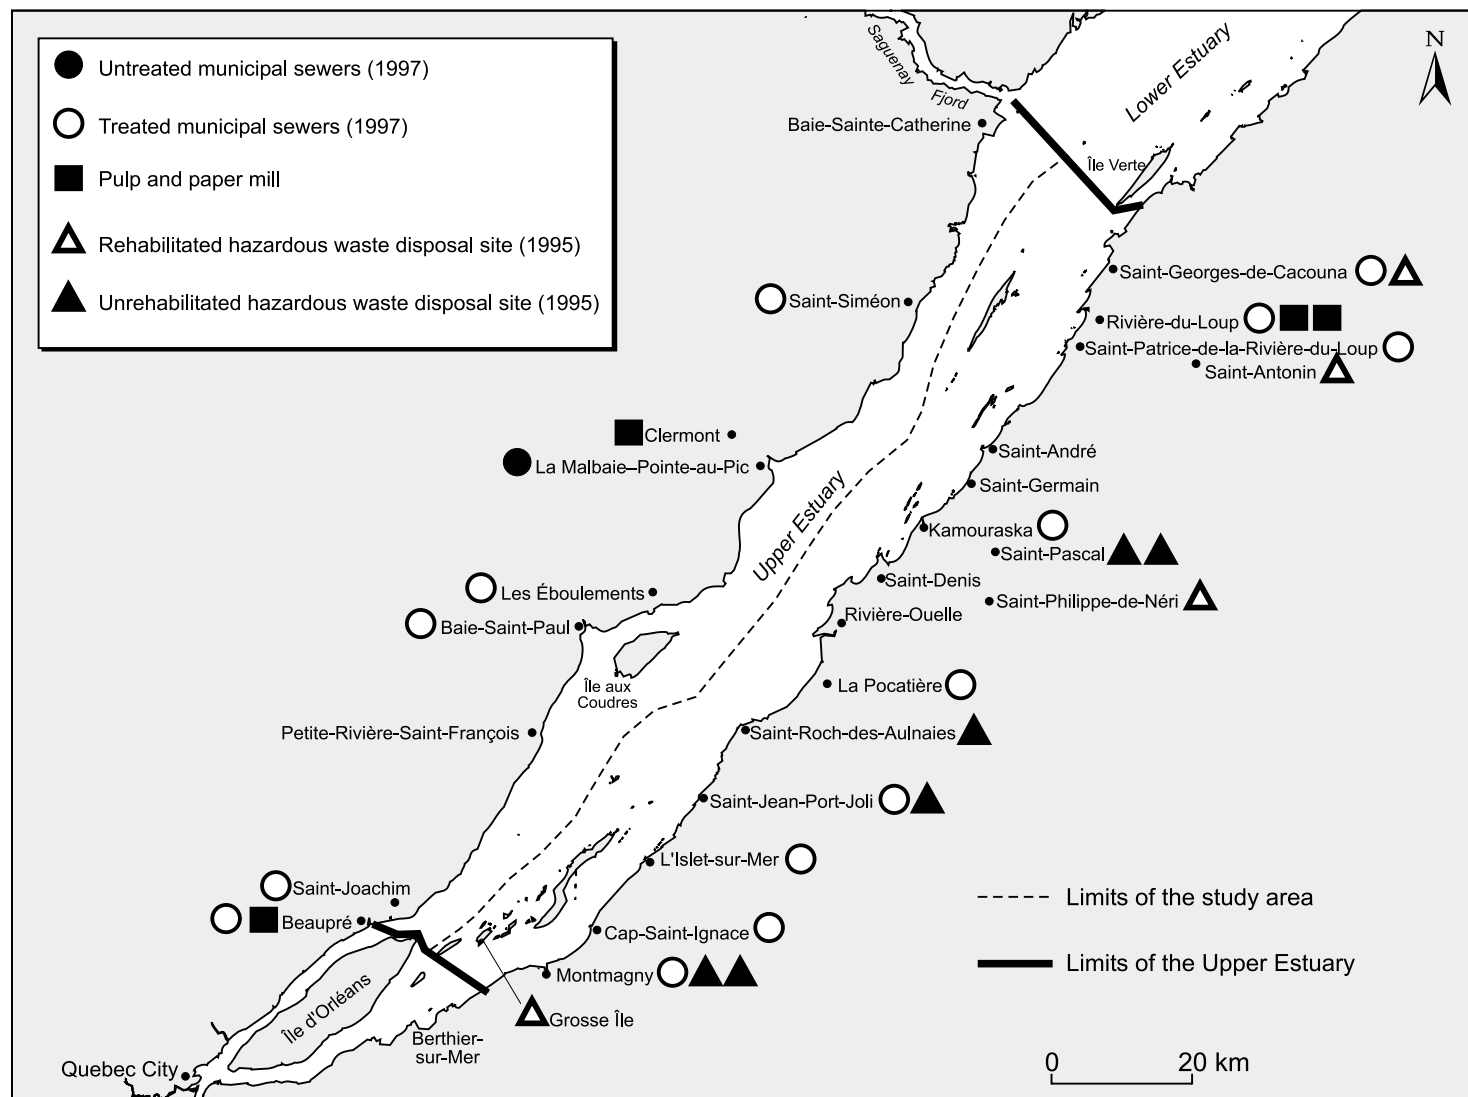 Untreated municipal sewers (1997)
Treated municipal sewers (1997)
Pulp and paper mill
Rehabilitated hazardous waste disposal site (1995)
Unrehabilitated hazardous waste disposal site (1995)
N
Saguenay
Fjord
Lower Estuary
Baie-Sainte-Catherine
Île Verte
Saint-Georges-de-Cacouna
Saint-Siméon
Rivière-du-Loup
Saint-Patrice-de-la-Rivière-du-Loup
Saint-Antonin
Clermont
La Malbaie–Pointe-au-Pic
Saint-André
Saint-Germain
Upper Estuary
Kamouraska
Saint-Pascal
Saint-Denis
Les Éboulements
Saint-Philippe-de-Néri
Rivière-Ouelle
Baie-Saint-Paul
Île aux
Coudres
La Pocatière
Petite-Rivière-Saint-François
Saint-Roch-des-Aulnaies
Saint-Jean-Port-Joli
L'Islet-sur-Mer
Saint-Joachim
Beaupré
Cap-Saint-Ignace
Montmagny
Grosse Île
Île d'Orléans
Berthier-
sur-Mer
Quebec City
Limits of the study area
Limits of the Upper Estuary
0 20 km